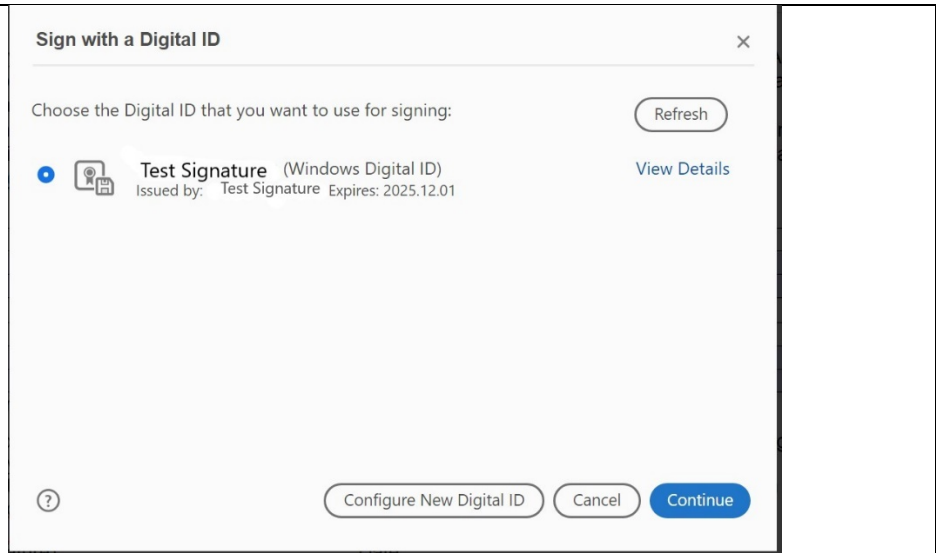 Sign with a Digital ID
Choose the Digital ID that you want to use for signing:
Refresh
Test Signature (Windows Digital ID)
View Details
Issued by: Test Signature Expires: 2025.12.01
?
Configure New Digital ID
Cancel
Continue